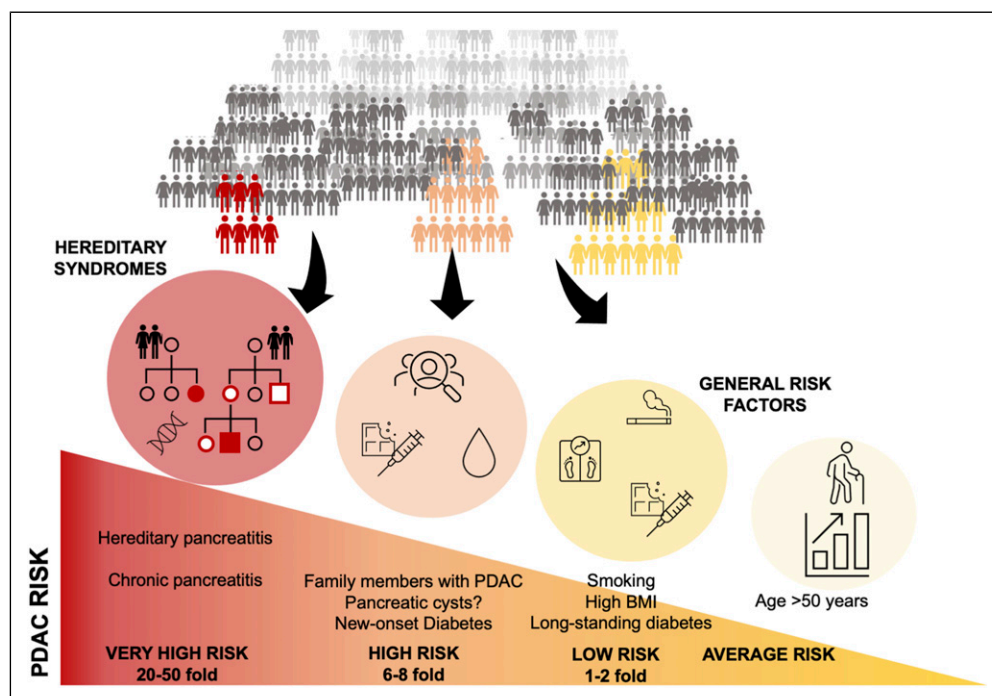 HEREDITARY
SYNDROMES
GENERAL RISK
FACTORS
PDAC RISK
Hereditary pancreatitis
Chronic pancreatitis
VERY HIGH RISK
20-50 fold
Family members with PDAC
Pancreatic cysts?
New-onset Diabetes
HIGH RISK
6-8 fold
Smoking
High BMI
Long-standing diabetes
LOW RISK
1-2 fold
Age >50 years
AVERAGE RISK